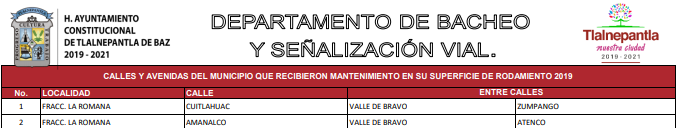 H. AYUNTAMIENTO
CONSTITUCIONAL
DE TLALNEPANTLA DE BAZ
2019 - 2021
DEPARTAMENTO DE BACHEO
Y SEÑALIZACIÓN VIAL.
CULTURA
Tlalnepantla
nuestra ciudad
2019 - 2021
CALLES Y AVENIDAS DEL MUNICIPIO QUE RECIBIERON MANTENIMIENTO EN SU SUPERFICIE DE RODAMIENTO 2019
No. LOCALIDAD CALLE ENTRE CALLES
1 FRACC. LA ROMANA CUITLAHUAC VALLE DE BRAVO ZUMPANGO
2 FRACC. LA ROMANA AMANALCO VALLE DE BRAVO ATENCO